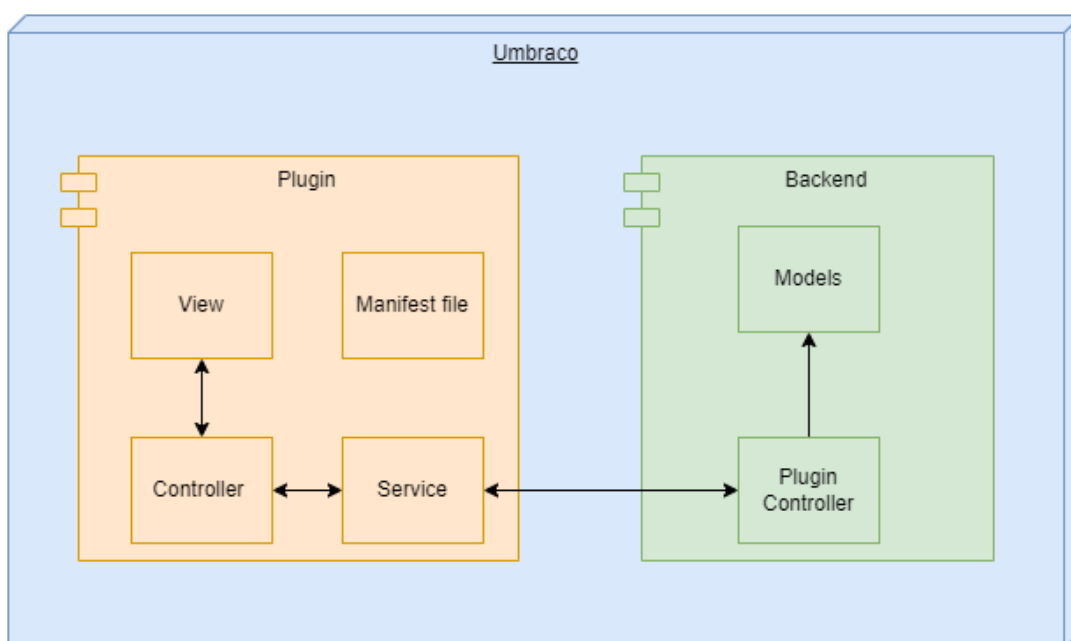 Umbraco
Plugin
Backend
View
Manifest file
Models
Controller
Service
Plugin
Controller